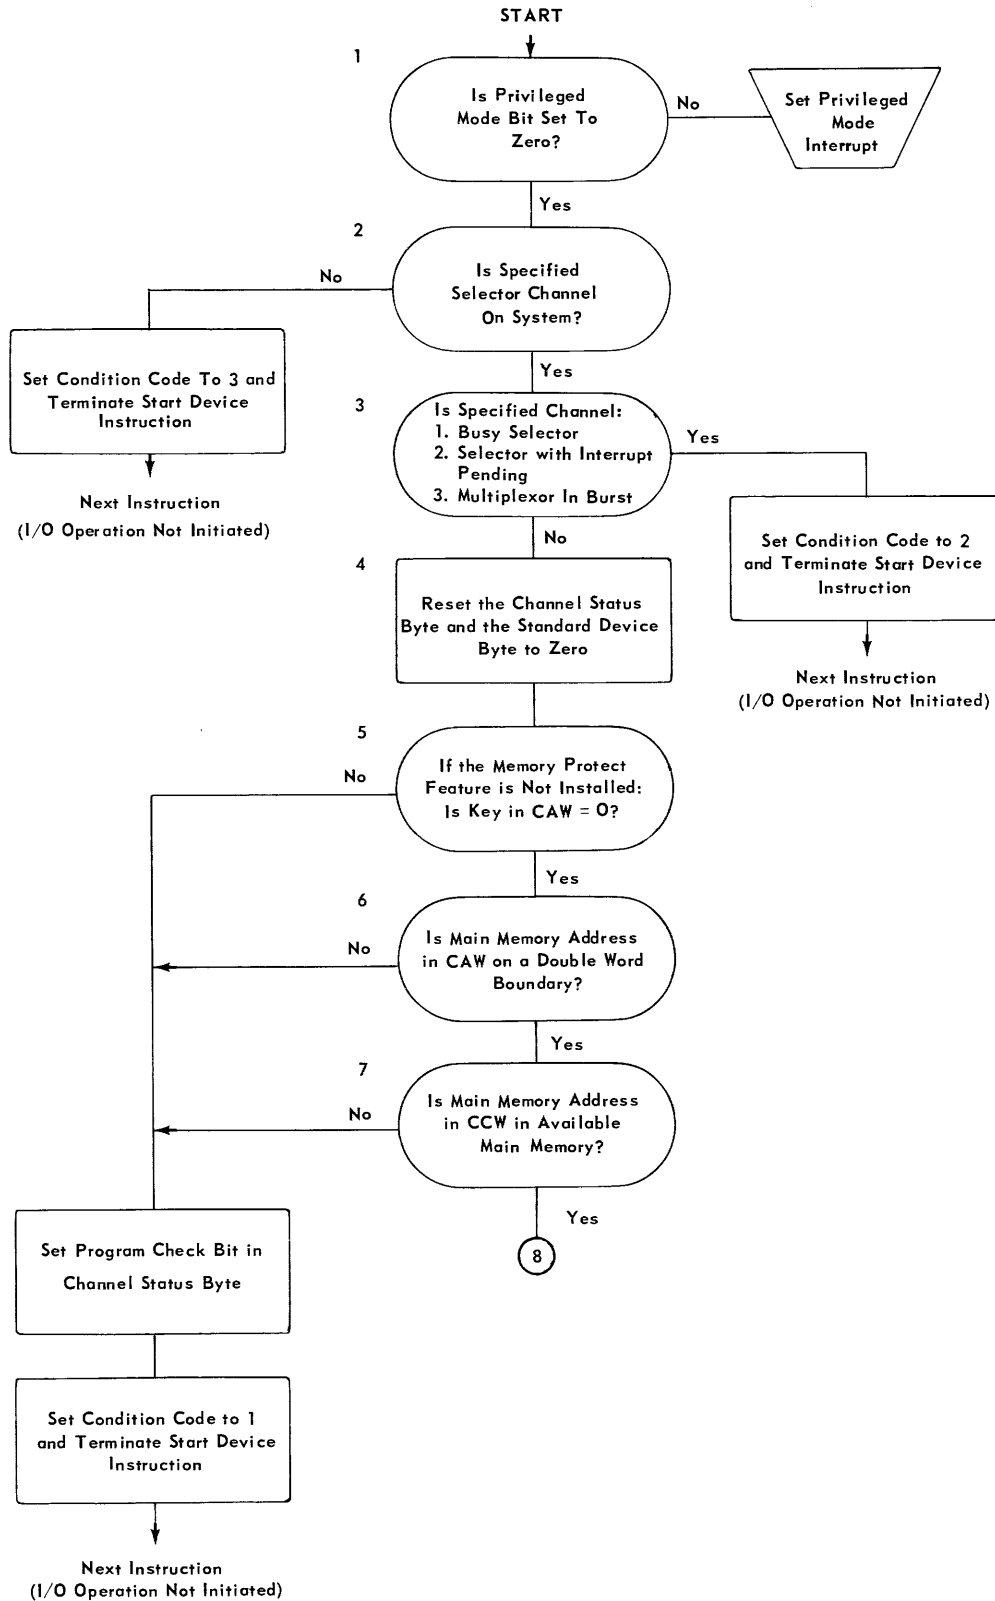 START
1
Is Privileged
Mode Bit Set To
Zero?
No
Set Privileged
Mode
Interrupt
Yes
2
Is Specified
Selector Channel
On System?
No
Set Condition Code To 3 and
Terminate Start Device
Instruction
Next Instruction
(I/O Operation Not Initiated)
Yes
3
Is Specified Channel:
1. Busy Selector
2. Selector with Interrupt
Pending
3. Multiplexor In Burst
Yes
Set Condition Code to 2
and Terminate Start Device
Instruction
Next Instruction
(I/O Operation Not Initiated)
No
4
Reset the Channel Status
Byte and the Standard Device
Byte to Zero
5
If the Memory Protect
Feature is Not Installed:
Is Key in CAW = 0?
No
Yes
6
Is Main Memory Address
in CAW on a Double Word
Boundary?
No
Yes
7
Is Main Memory Address
in CCW in Available
Main Memory?
No
Yes
8
Set Program Check Bit in
Channel Status Byte
Set Condition Code to 1
and Terminate Start Device
Instruction
Next Instruction
(I/O Operation Not Initiated)